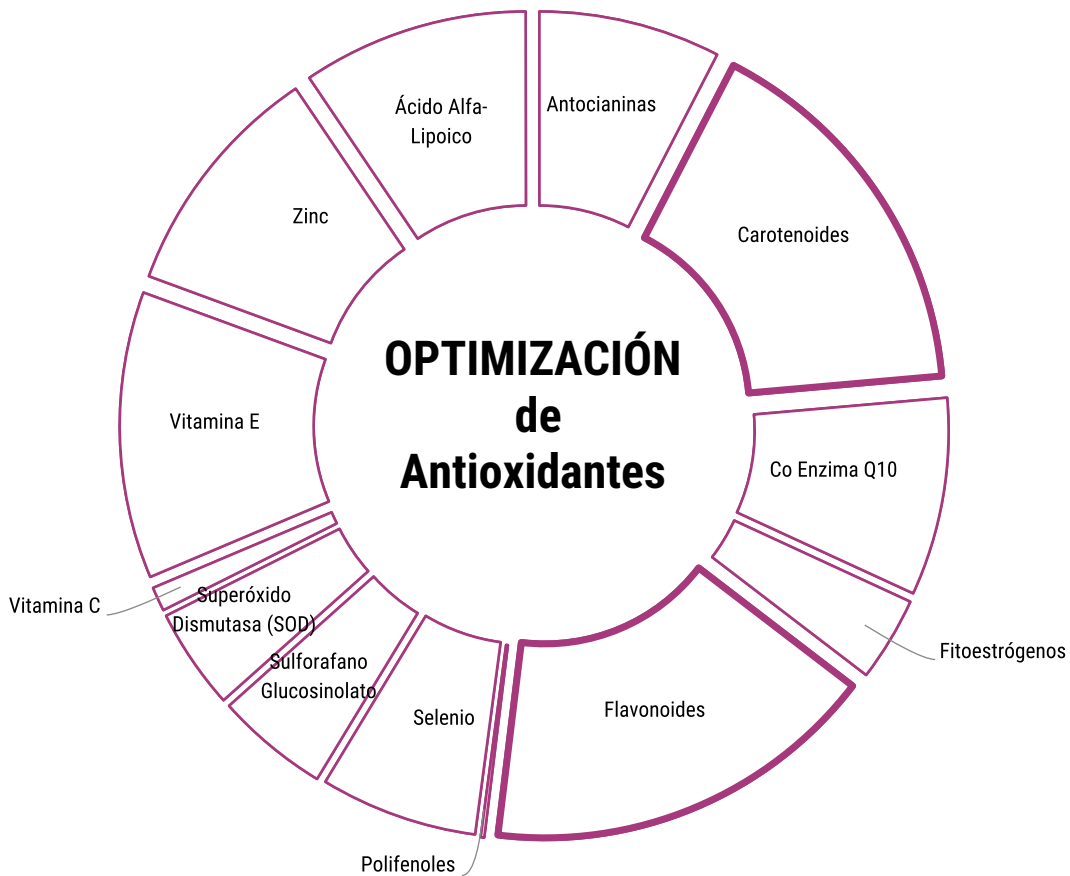 OPTIMIZACIÓN
de
Antioxidantes
Antocianinas
Carotenoides
Co Enzima Q10
Fitoestrógenos
Flavonoides
Polifenoles
Selenio
Sulforafano
Glucosinolato
Superóxido
Dismutasa (SOD)
Vitamina C
Vitamina E
Zinc
Ácido Alfa-
Lipoico